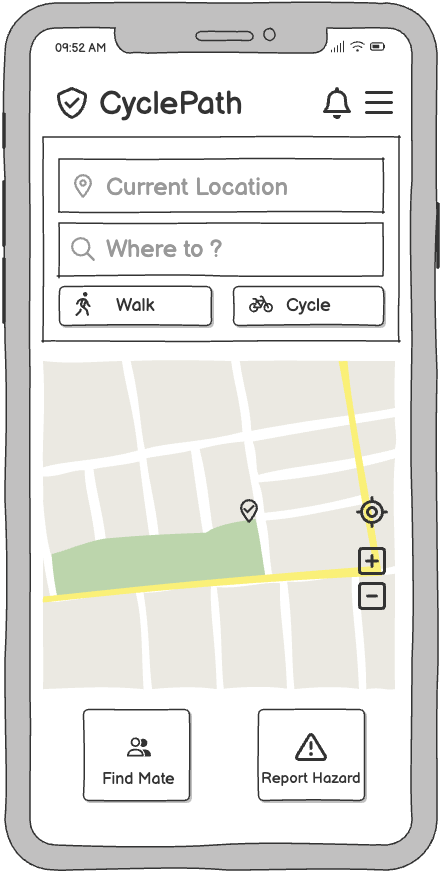 09:52 AM
CyclePath
Current Location
Where to ?
Walk
Cycle
Find Mate
Report Hazard